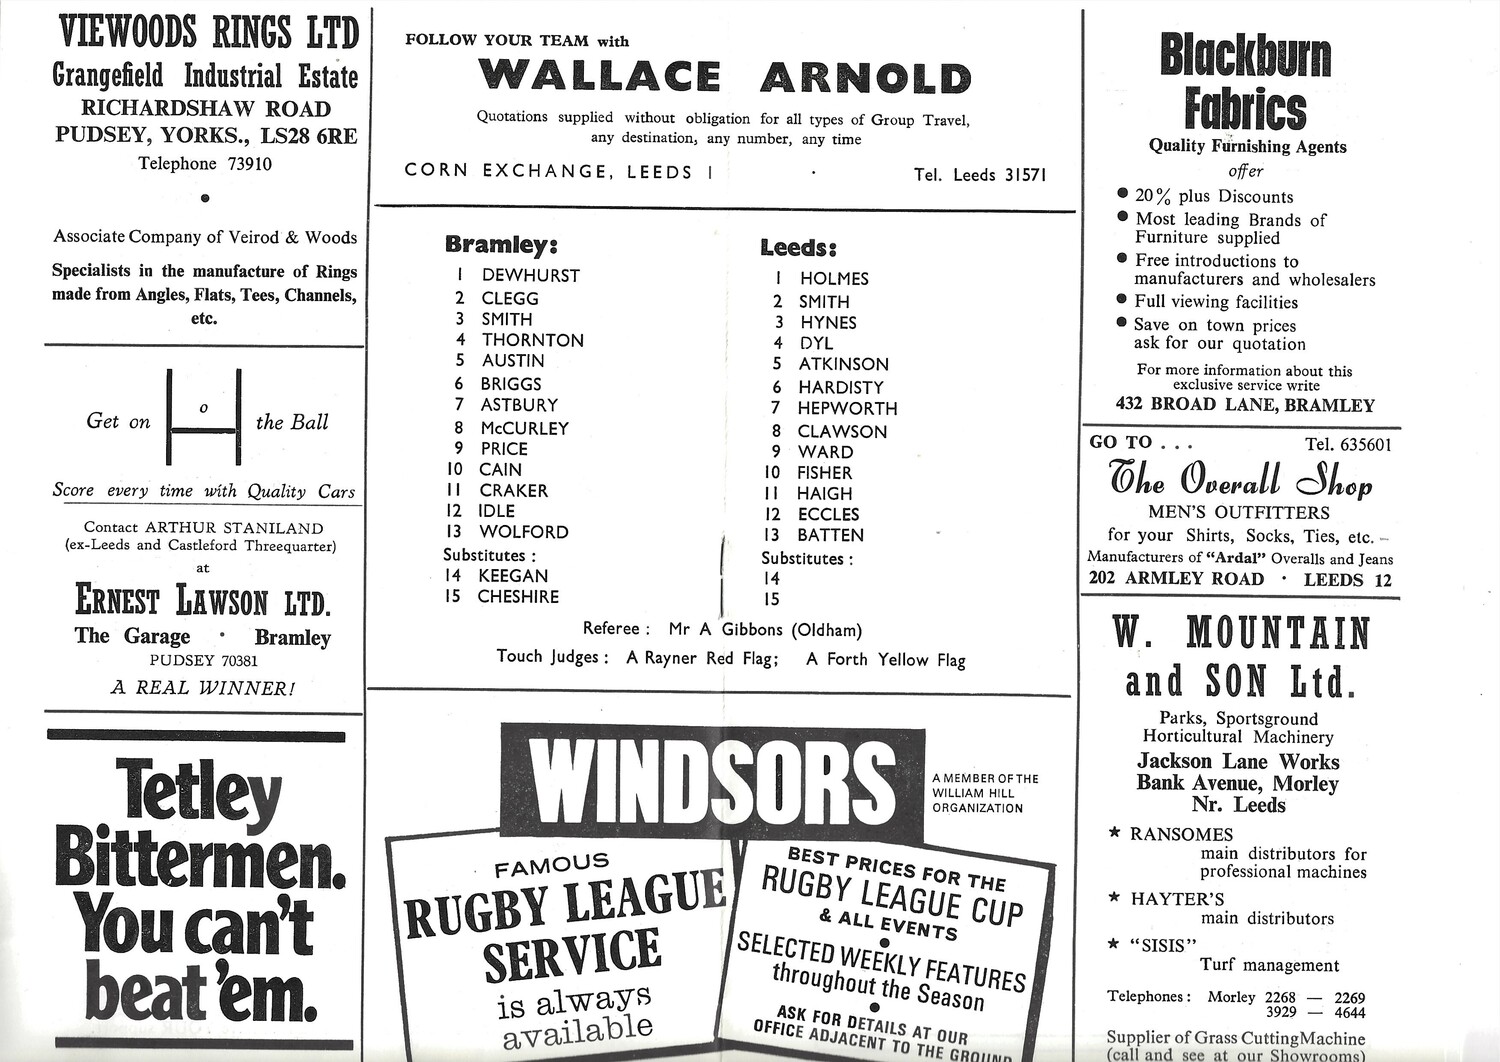 VIEWOODS RINGS LTD
Grangefield Industrial Estate
RICHARDSHAW ROAD
PUDSEY, YORKS., LS28 6RE
Telephone 73910
Associate Company of Veirod & Woods
Specialists in the manufacture of Rings
made from Angles, Flats, Tees, Channels,
etc.
Get on o the Ball
Score every time with Quality Cars
Contact ARTHUR STANILAND
(ex-Leeds and Castleford Threequarter)
at
ERNEST LAWSON LTD.
The Garage · Bramley
PUDSEY 70381
A REAL WINNER!
Tetley
Bittermen.
You can't
beat 'em.
FOLLOW YOUR TEAM with
WALLACE ARNOLD
Quotations supplied without obligation for all types of Group Travel,
any destination, any number, any time
CORN EXCHANGE, LEEDS 1 · Tel. Leeds 31571
Bramley:
1 DEWHURST
2 CLEGG
3 SMITH
4 THORNTON
5 AUSTIN
6 BRIGGS
7 ASTBURY
8 McCURLEY
9 PRICE
10 CAIN
11 CRAKER
12 IDLE
13 WOLFORD
Substitutes :
14 KEEGAN
15 CHESHIRE
Leeds:
1 HOLMES
2 SMITH
3 HYNES
4 DYL
5 ATKINSON
6 HARDISTY
7 HEPWORTH
8 CLAWSON
9 WARD
10 FISHER
11 HAIGH
12 ECCLES
13 BATTEN
Substitutes :
14
15
Referee : Mr A Gibbons (Oldham)
Touch Judges : A Rayner Red Flag; A Forth Yellow Flag
WINDSORS
A MEMBER OF THE
WILLIAM HILL
ORGANIZATION
FAMOUS
RUGBY LEAGUE
SERVICE
is always
available
BEST PRICES FOR THE
RUGBY LEAGUE CUP
& ALL EVENTS
SELECTED WEEKLY FEATURES
throughout the Season
ASK FOR DETAILS AT OUR
OFFICE ADJACENT TO THE GROUND
Blackburn
Fabrics
Quality Furnishing Agents
offer
● 20% plus Discounts
● Most leading Brands of
Furniture supplied
● Free introductions to
manufacturers and wholesalers
● Full viewing facilities
● Save on town prices
ask for our quotation
For more information about this
exclusive service write
432 BROAD LANE, BRAMLEY
GO TO . . . Tel. 635601
The Overall Shop
MEN'S OUTFITTERS
for your Shirts, Socks, Ties, etc.
Manufacturers of "Ardal" Overalls and Jeans
202 ARMLEY ROAD · LEEDS 12
W. MOUNTAIN
and SON Ltd.
Parks, Sportsground
Horticultural Machinery
Jackson Lane Works
Bank Avenue, Morley
Nr. Leeds
★ RANSOMES
main distributors for
professional machines
★ HAYTER'S
main distributors
★ "SISIS"
Turf management
Telephones : Morley 2268 — 2269
3929 — 4644
Supplier of Grass Cutting Machine
(call and see at our Showrooms)